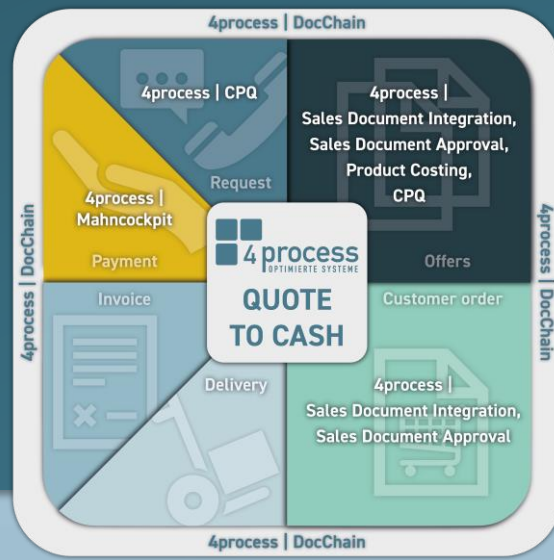 4process | DocChain
4process | CPQ
Request
4process |
Sales Document Integration,
Sales Document Approval,
Product Costing,
CPQ
Offers
4process |
Mahncockpit
Payment
4process
OPTIMIERTE SYSTEME
QUOTE
TO CASH
Invoice
Delivery
Customer order
4process |
Sales Document Integration,
Sales Document Approval
4process | DocChain
4process | DocChain
4process | DocChain